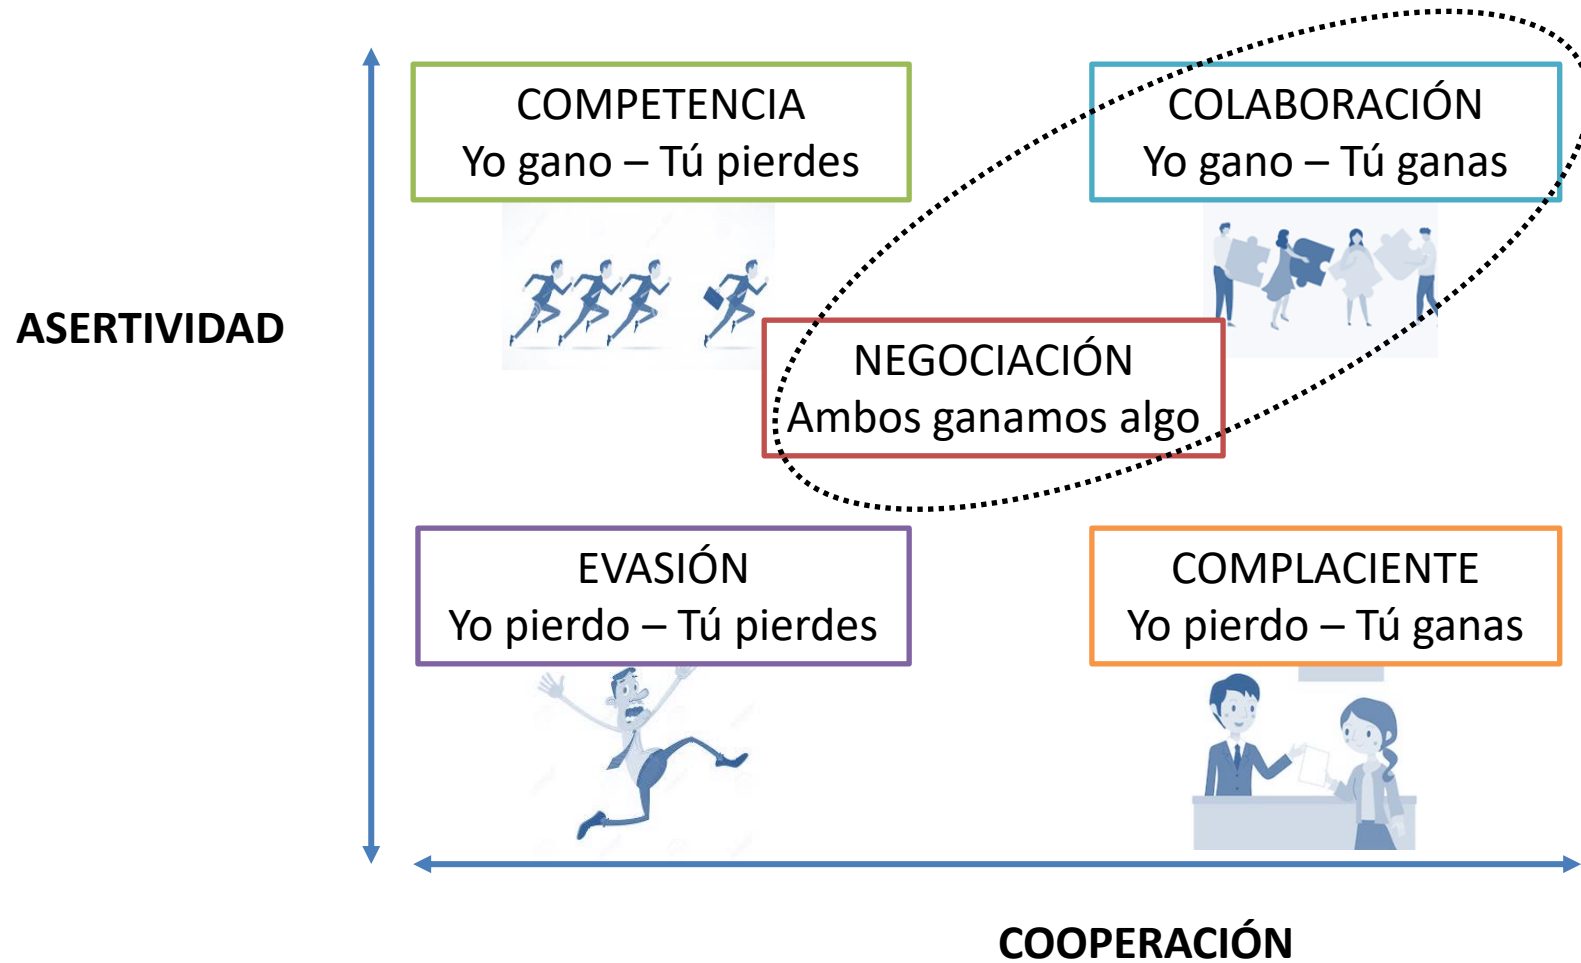 COMPETENCIA
Yo gano – Tú pierdes
COLABORACIÓN
Yo gano – Tú ganas
ASERTIVIDAD
NEGOCIACIÓN
Ambos ganamos algo
EVASIÓN
Yo pierdo – Tú pierdes
COMPLACIENTE
Yo pierdo – Tú ganas
COOPERACIÓN